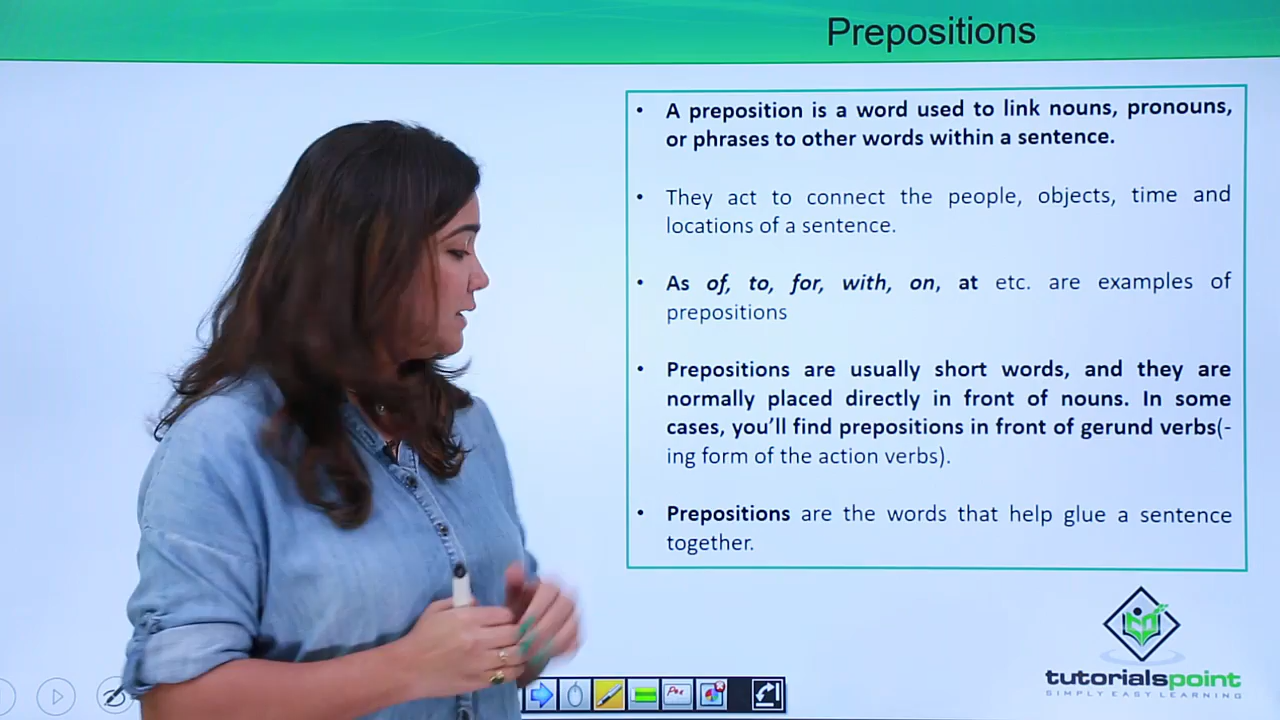 Prepositions
• A preposition is a word used to link nouns, pronouns,
or phrases to other words within a sentence.
• They act to connect the people, objects, time and
locations of a sentence.
• As of, to, for, with, on, at etc. are examples of
prepositions
• Prepositions are usually short words, and they are
normally placed directly in front of nouns. In some
cases, you'll find prepositions in front of gerund verbs(-
ing form of the action verbs).
• Prepositions are the words that help glue a sentence
together.
tutorialspoint
SIMPLY EASY LEARNING